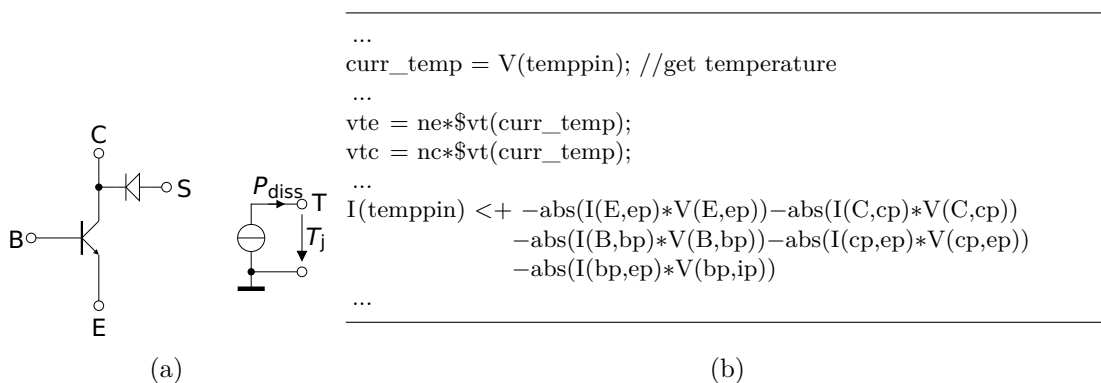 C
S
B
E
P_diss
T
T_j
(a)
...
curr_temp = V(temppin); //get temperature
...
vte = ne∗$vt(curr_temp);
vtc = nc∗$vt(curr_temp);
...
I(temppin) <+ −abs(I(E,ep)∗V(E,ep))−abs(I(C,cp)∗V(C,cp))
−abs(I(B,bp)∗V(B,bp))−abs(I(cp,ep)∗V(cp,ep))
−abs(I(bp,ep)∗V(bp,ip))
...
(b)